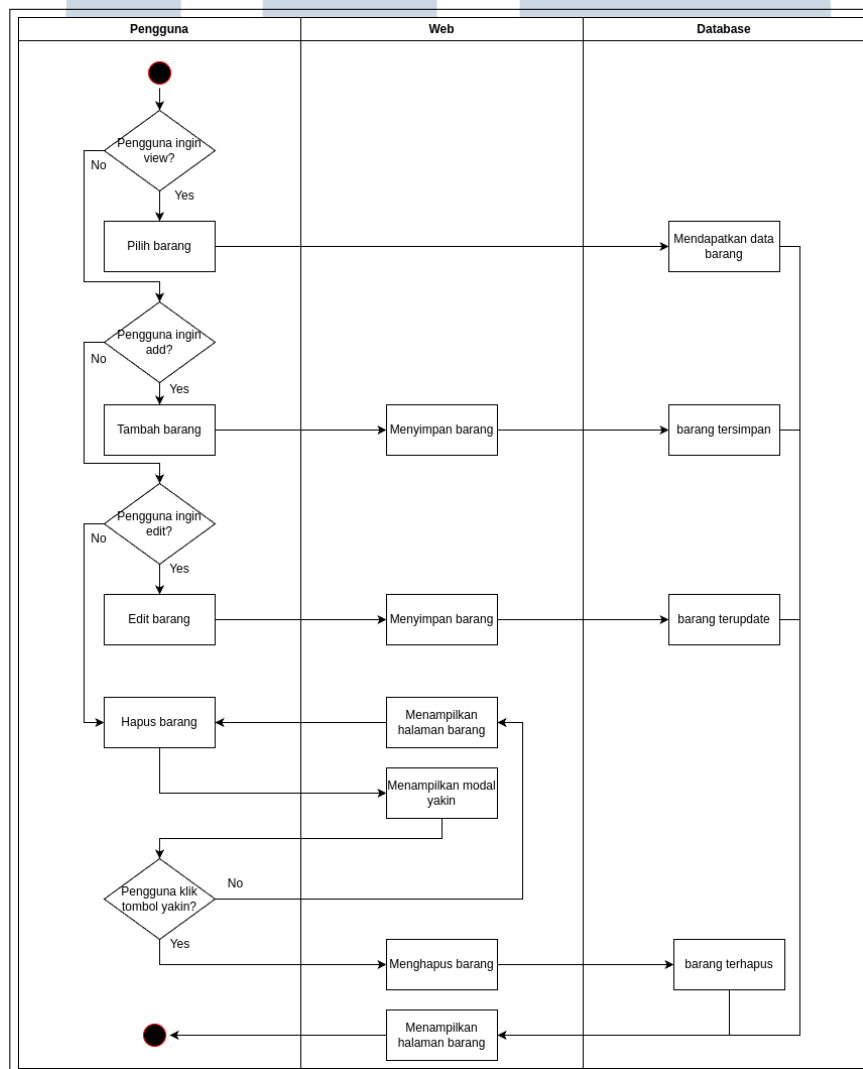 Pengguna
Web
Database
Pengguna ingin
view?
No
Yes
Pilih barang
Mendapatkan data
barang
Pengguna ingin
add?
No
Yes
Tambah barang
Menyimpan barang
barang tersimpan
Pengguna ingin
edit?
No
Yes
Edit barang
Menyimpan barang
barang terupdate
Hapus barang
Menampilkan
halaman barang
Menampilkan modal
yakin
Pengguna klik
tombol yakin?
No
Yes
Menghapus barang
barang terhapus
Menampilkan
halaman barang